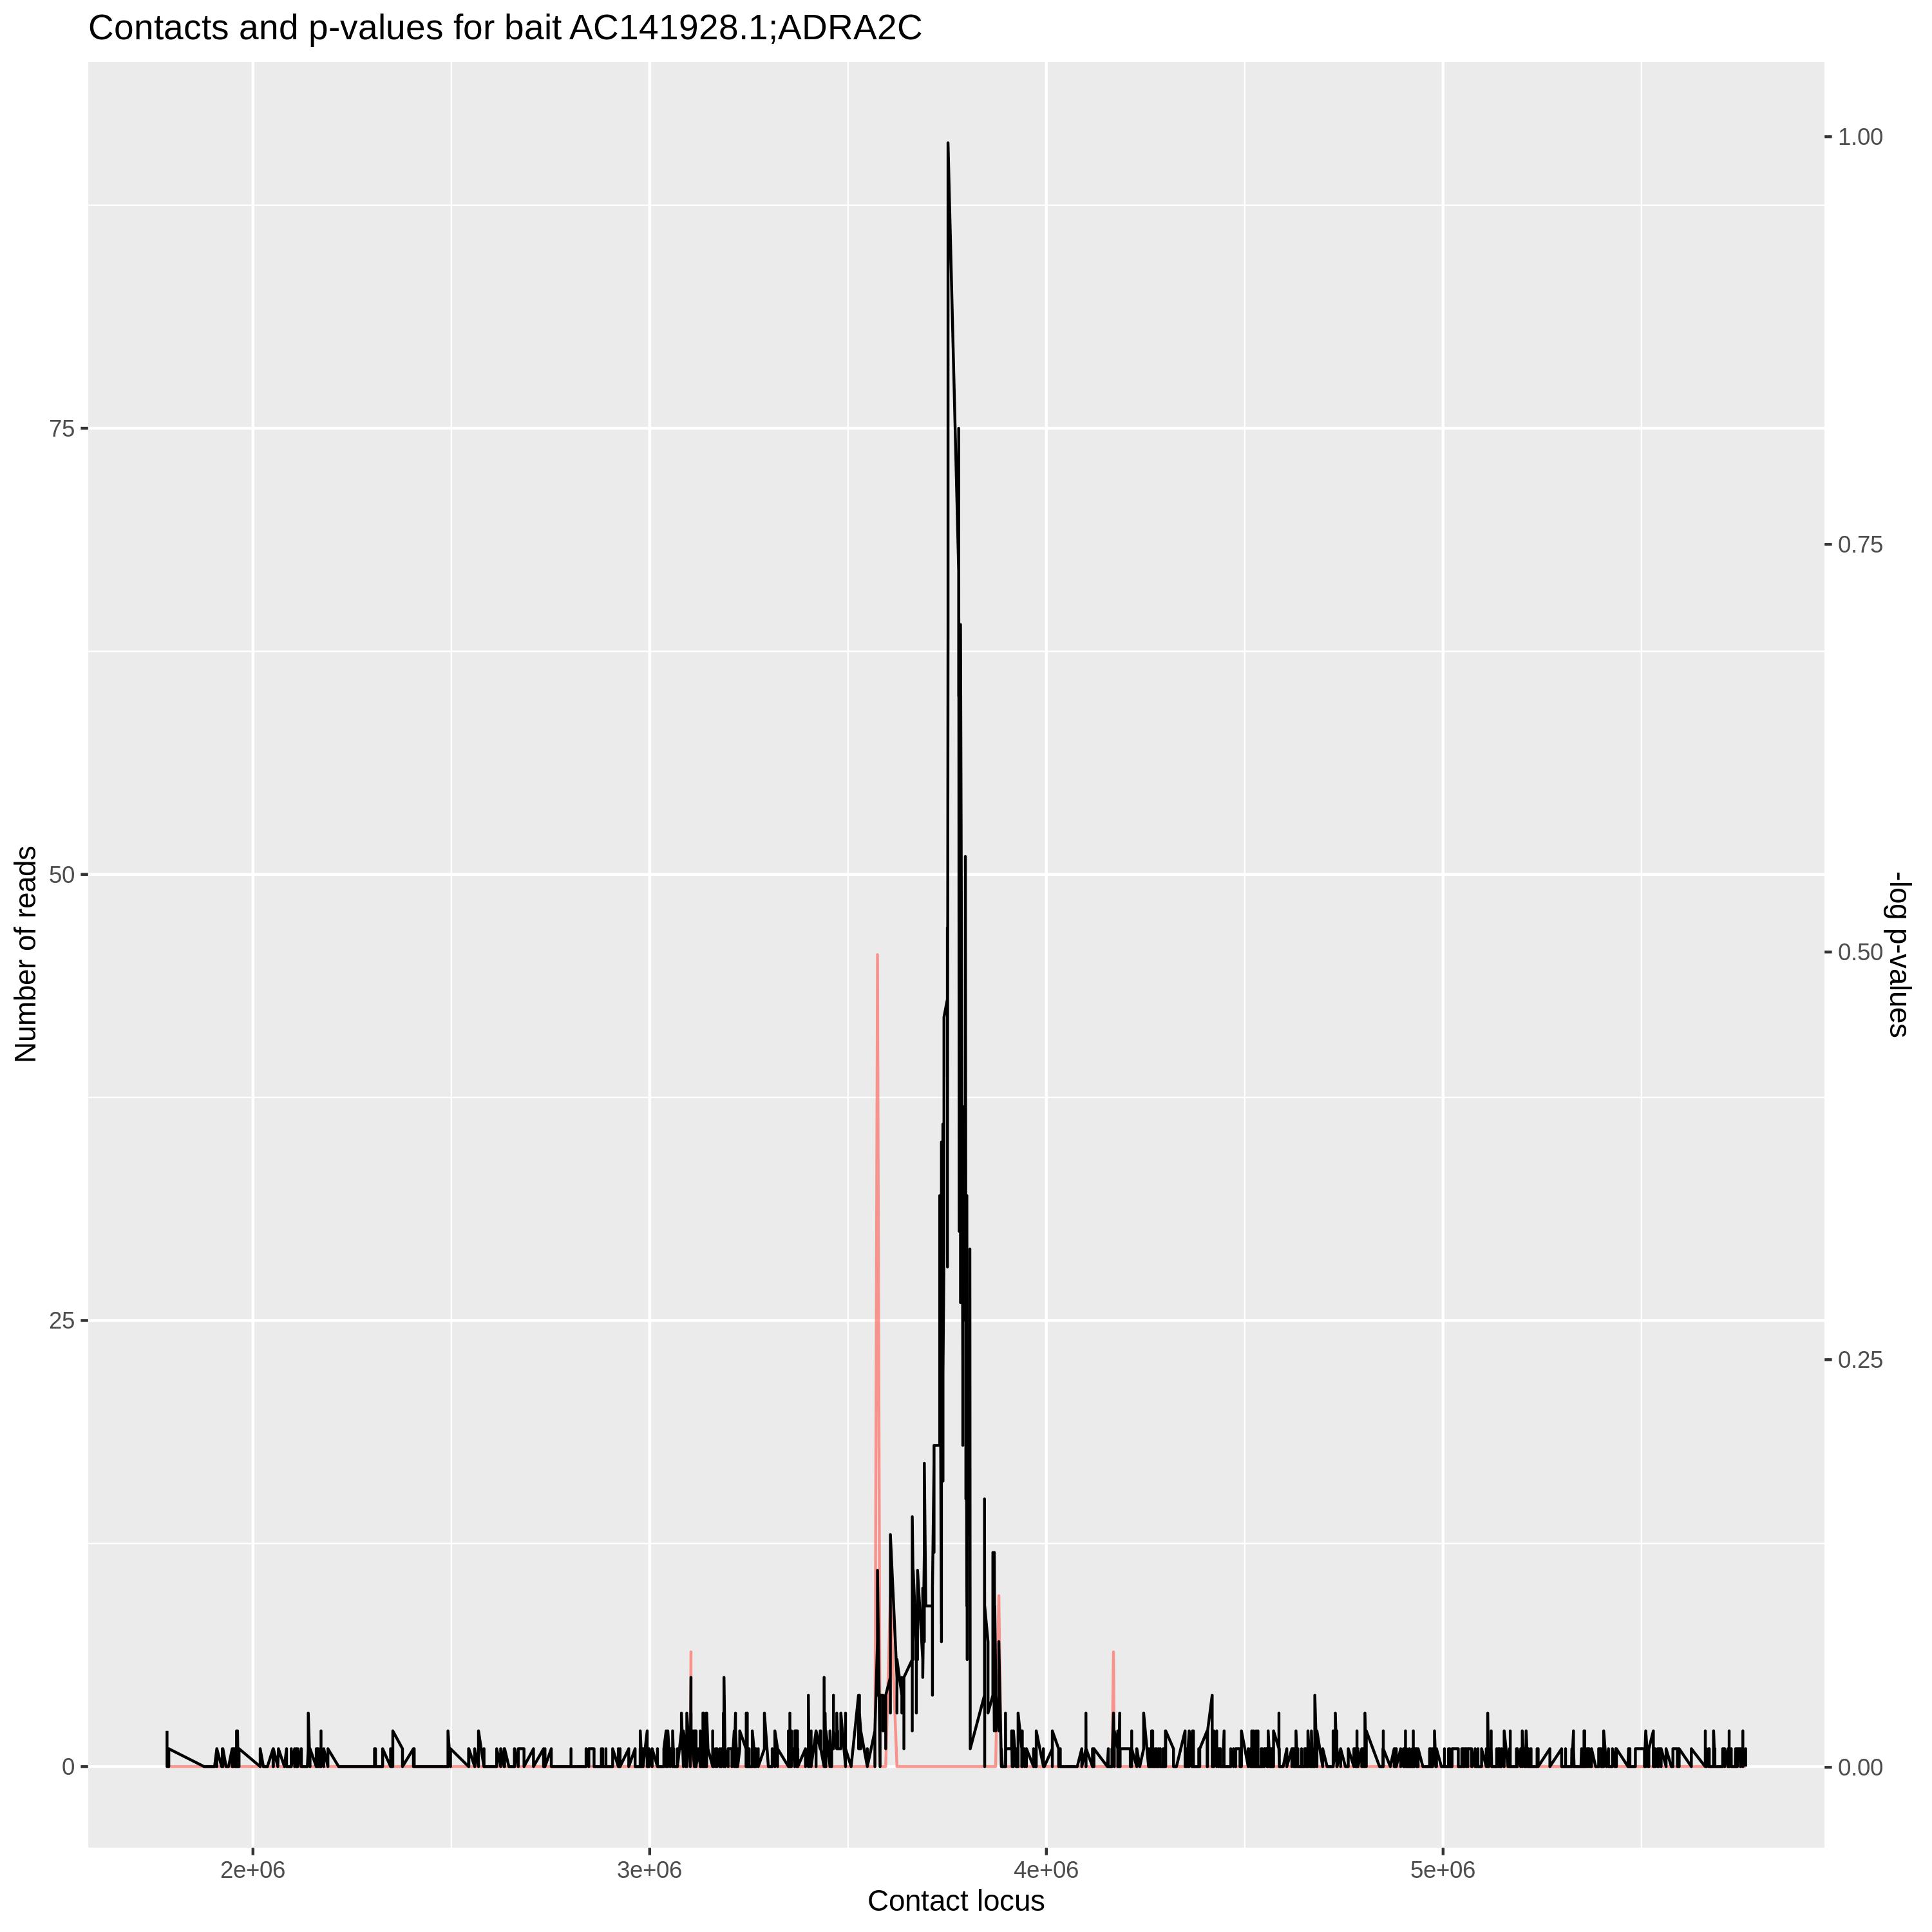 Contacts and p-values for bait AC141928.1;ADRA2C
1.00
75
0.75
50
0.50
25
0.25
0
0.00
Number of reads
-log p-values
2e+06
3e+06
4e+06
5e+06
Contact locus